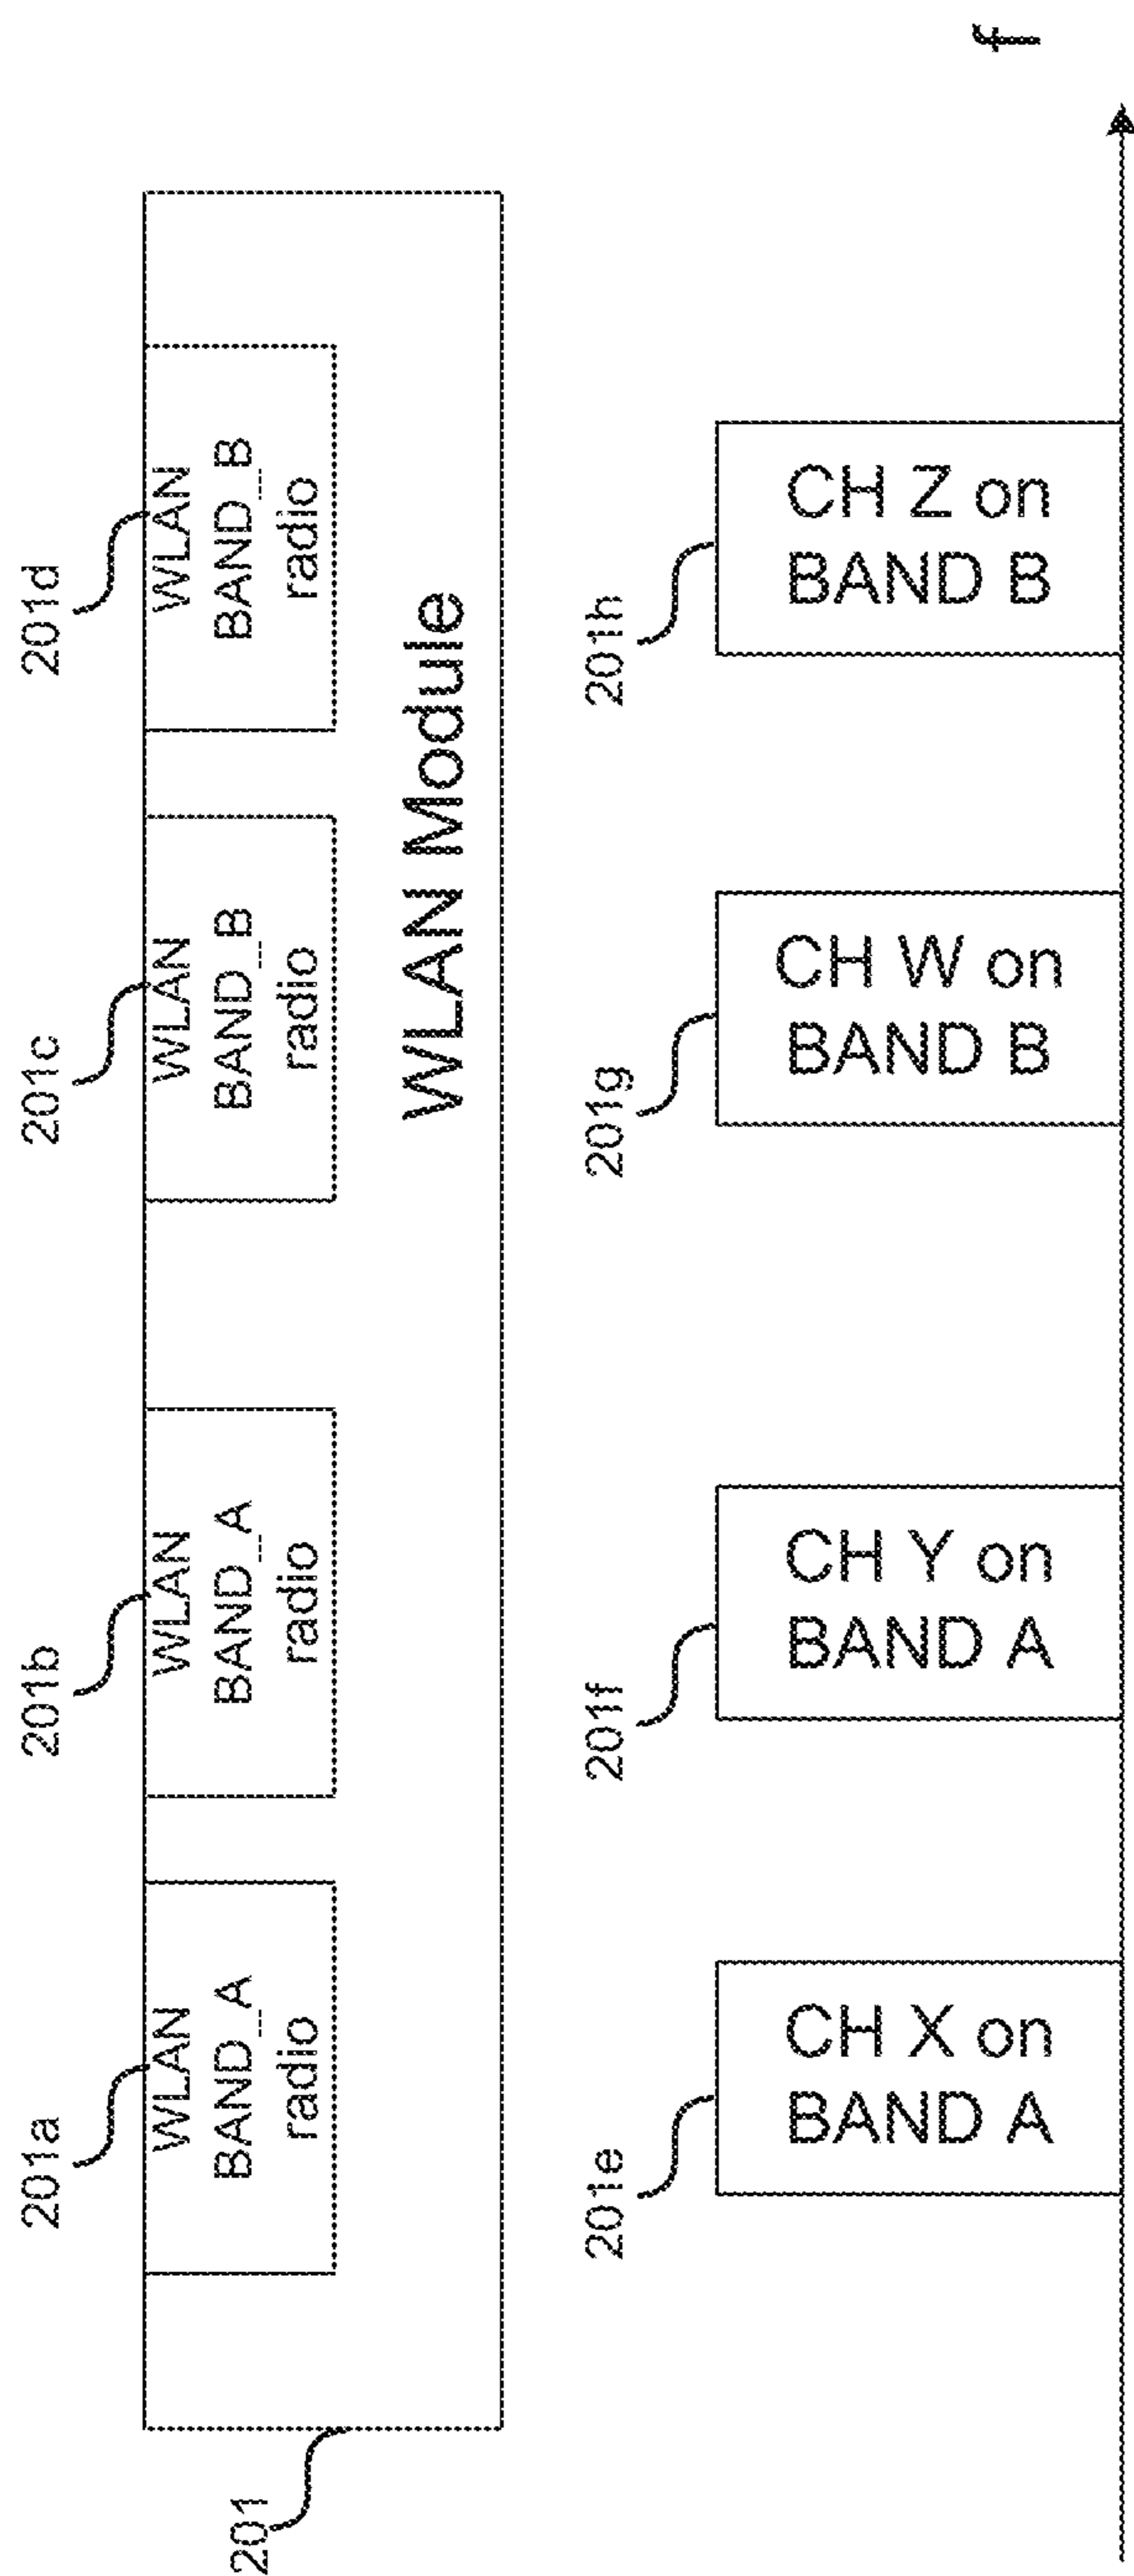 201a
201b
201c
201d
WLAN
BAND_A
radio
WLAN
BAND_A
radio
WLAN
BAND_B
radio
WLAN
BAND_B
radio
201
WLAN Module
201e
201f
201g
201h
CH X on
BAND A
CH Y on
BAND A
CH W on
BAND B
CH Z on
BAND B
f